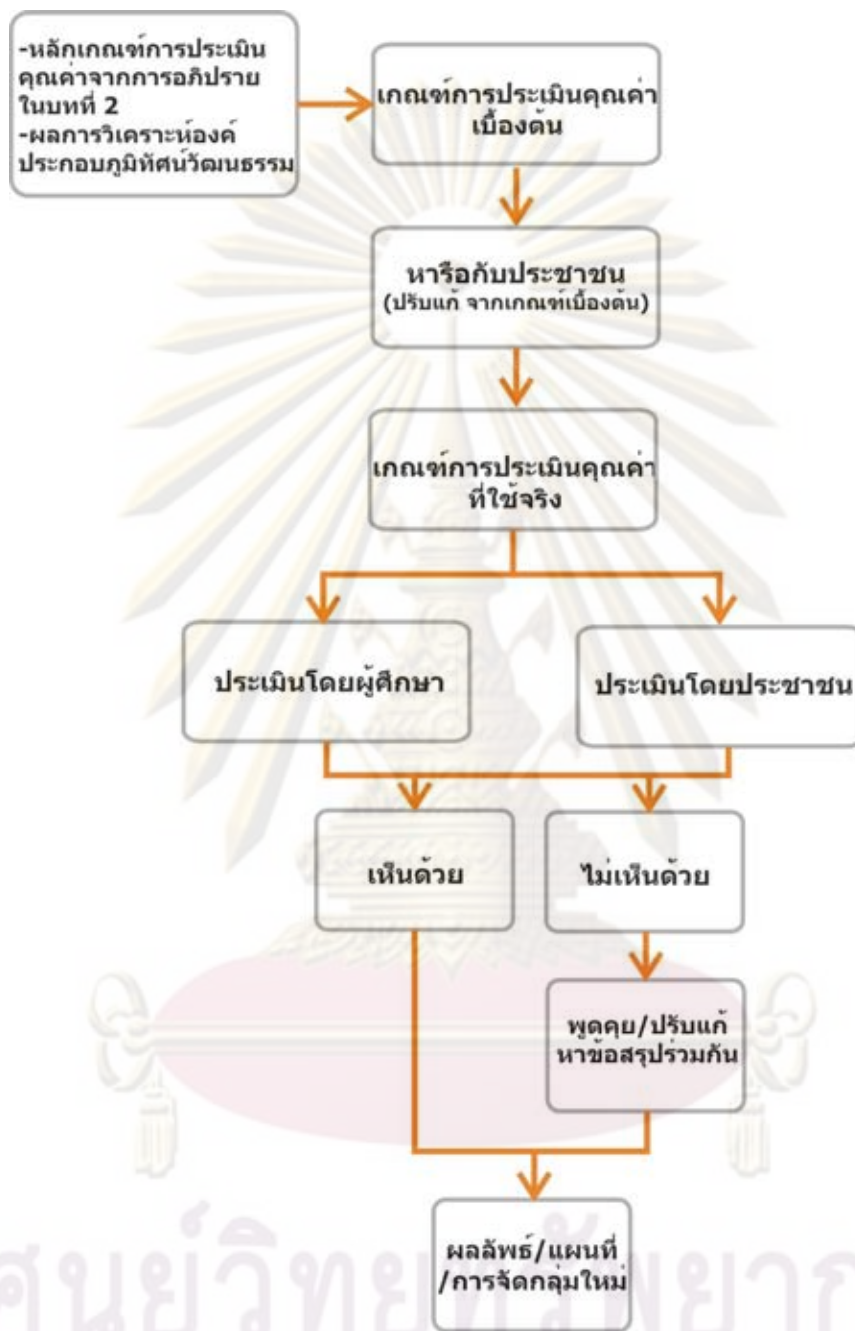 -หลักเกณฑ์การประเมิน
คุณค่าจากการอภิปราย
ในบทที่ 2
-ผลการวิเคราะห์องค์
ประกอบภูมิทัศน์วัฒนธรรม
เกณฑ์การประเมินคุณค่า
เบื้องต้น
หารือกับประชาชน
(ปรับแก้ จากเกณฑ์เบื้องต้น)
เกณฑ์การประเมินคุณค่า
ที่ใช้จริง
ประเมินโดยผู้ศึกษา
ประเมินโดยประชาชน
เห็นด้วย
ไม่เห็นด้วย
พูดคุย/ปรับแก้
หาข้อสรุปร่วมกัน
ผลลัพธ์/แผนที่
/การจัดกลุ่มใหม่
ศูนย์วิทยทรัพยาก